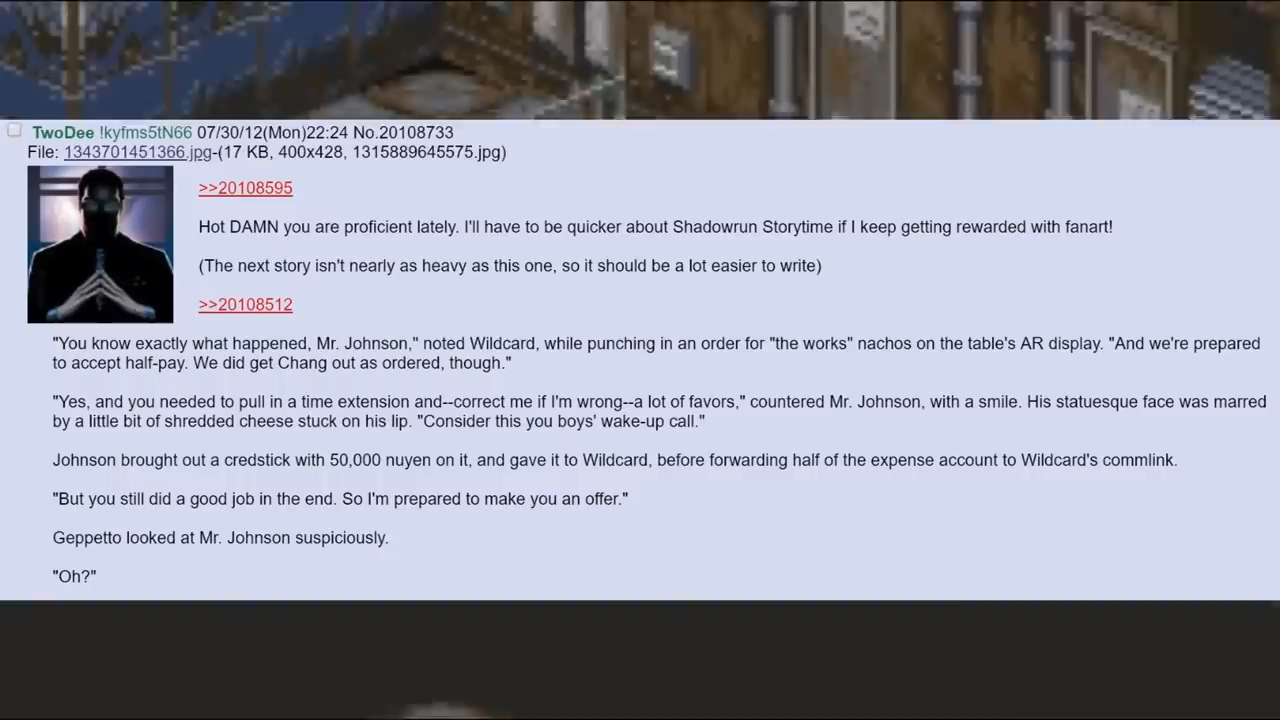 TwoDee !kyfms5tN66 07/30/12(Mon)22:24 No.20108733
File: 1343701451366.jpg-(17 KB, 400x428, 1315889645575.jpg)
>>20108595
Hot DAMN you are proficient lately. I'll have to be quicker about Shadowrun Storytime if I keep getting rewarded with fanart!
(The next story isn't nearly as heavy as this one, so it should be a lot easier to write)
>>20108512
"You know exactly what happened, Mr. Johnson," noted Wildcard, while punching in an order for "the works" nachos on the table's AR display. "And we're prepared
to accept half-pay. We did get Chang out as ordered, though."
"Yes, and you needed to pull in a time extension and--correct me if I'm wrong--a lot of favors," countered Mr. Johnson, with a smile. His statuesque face was marred
by a little bit of shredded cheese stuck on his lip. "Consider this you boys' wake-up call."
Johnson brought out a credstick with 50,000 nuyen on it, and gave it to Wildcard, before forwarding half of the expense account to Wildcard's commlink.
"But you still did a good job in the end. So I'm prepared to make you an offer."
Geppetto looked at Mr. Johnson suspiciously.
"Oh?"